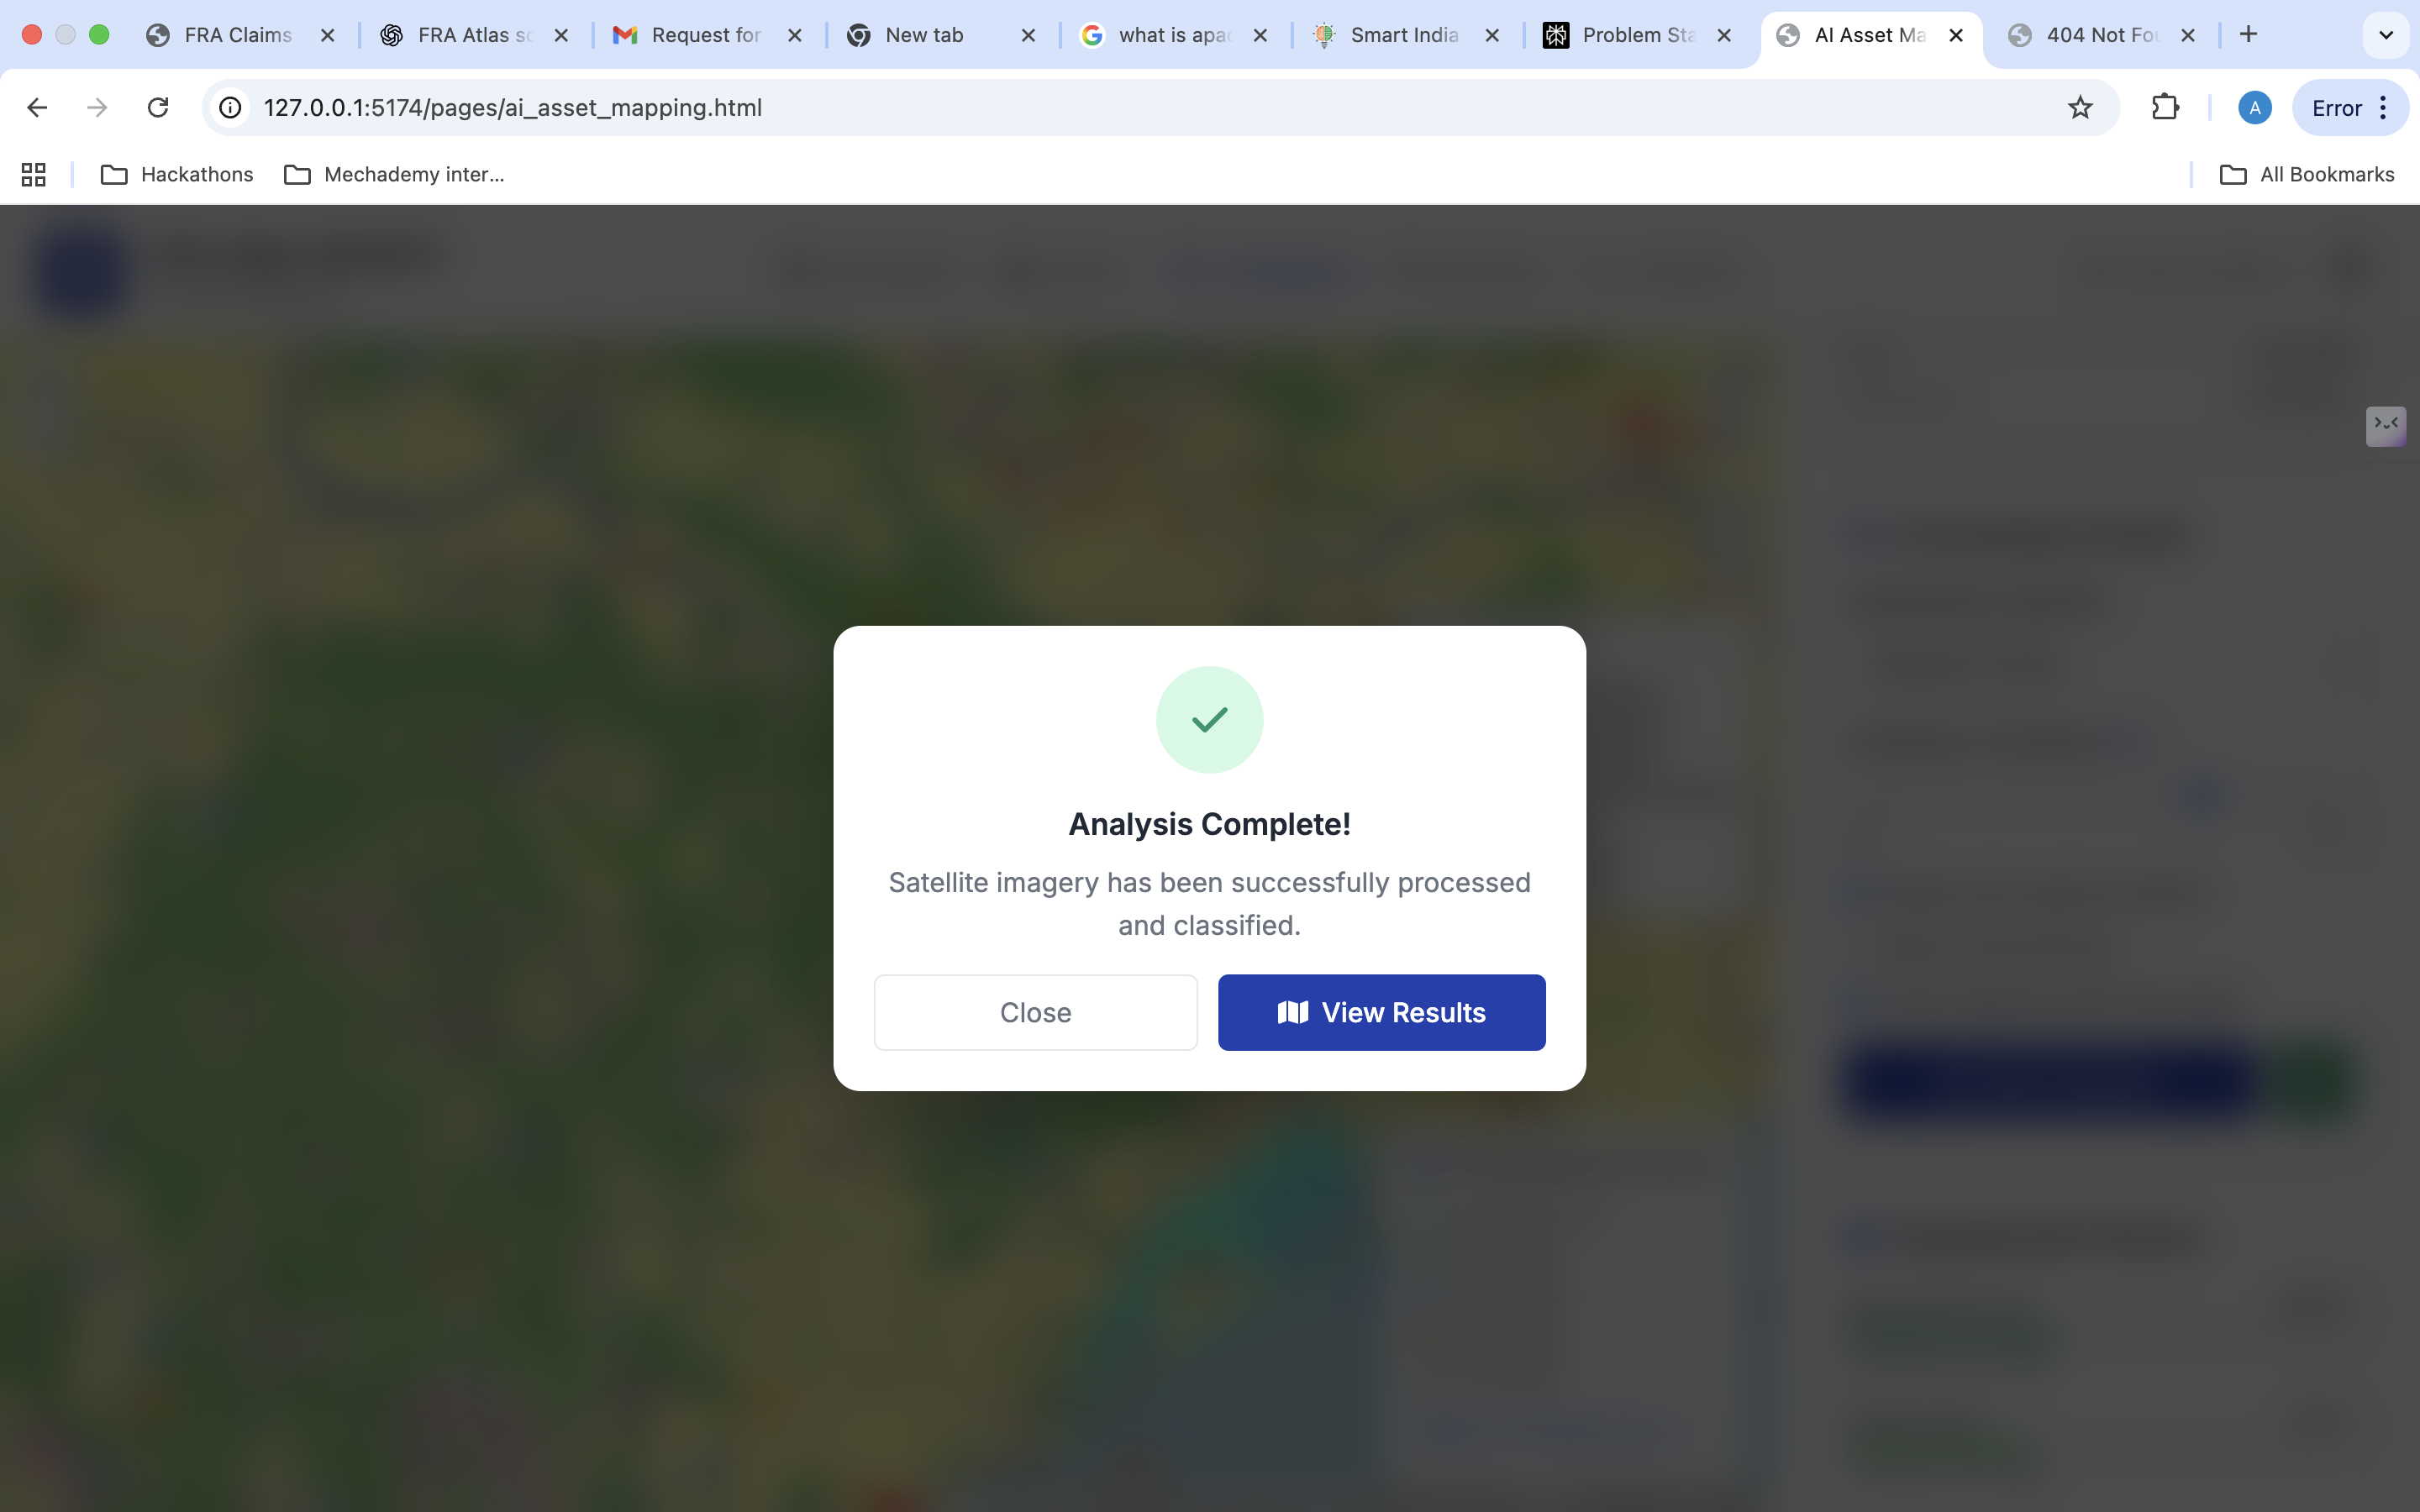 FRA Claims
FRA Atlas sc
Request for
New tab
what is apac
Smart India
Problem Sta
AI Asset Ma
404 Not Fou
127.0.0.1:5174/pages/ai_asset_mapping.html
A
Error
Hackathons
Mechademy inter...
All Bookmarks
Analysis Complete!
Satellite imagery has been successfully processed
and classified.
Close
View Results